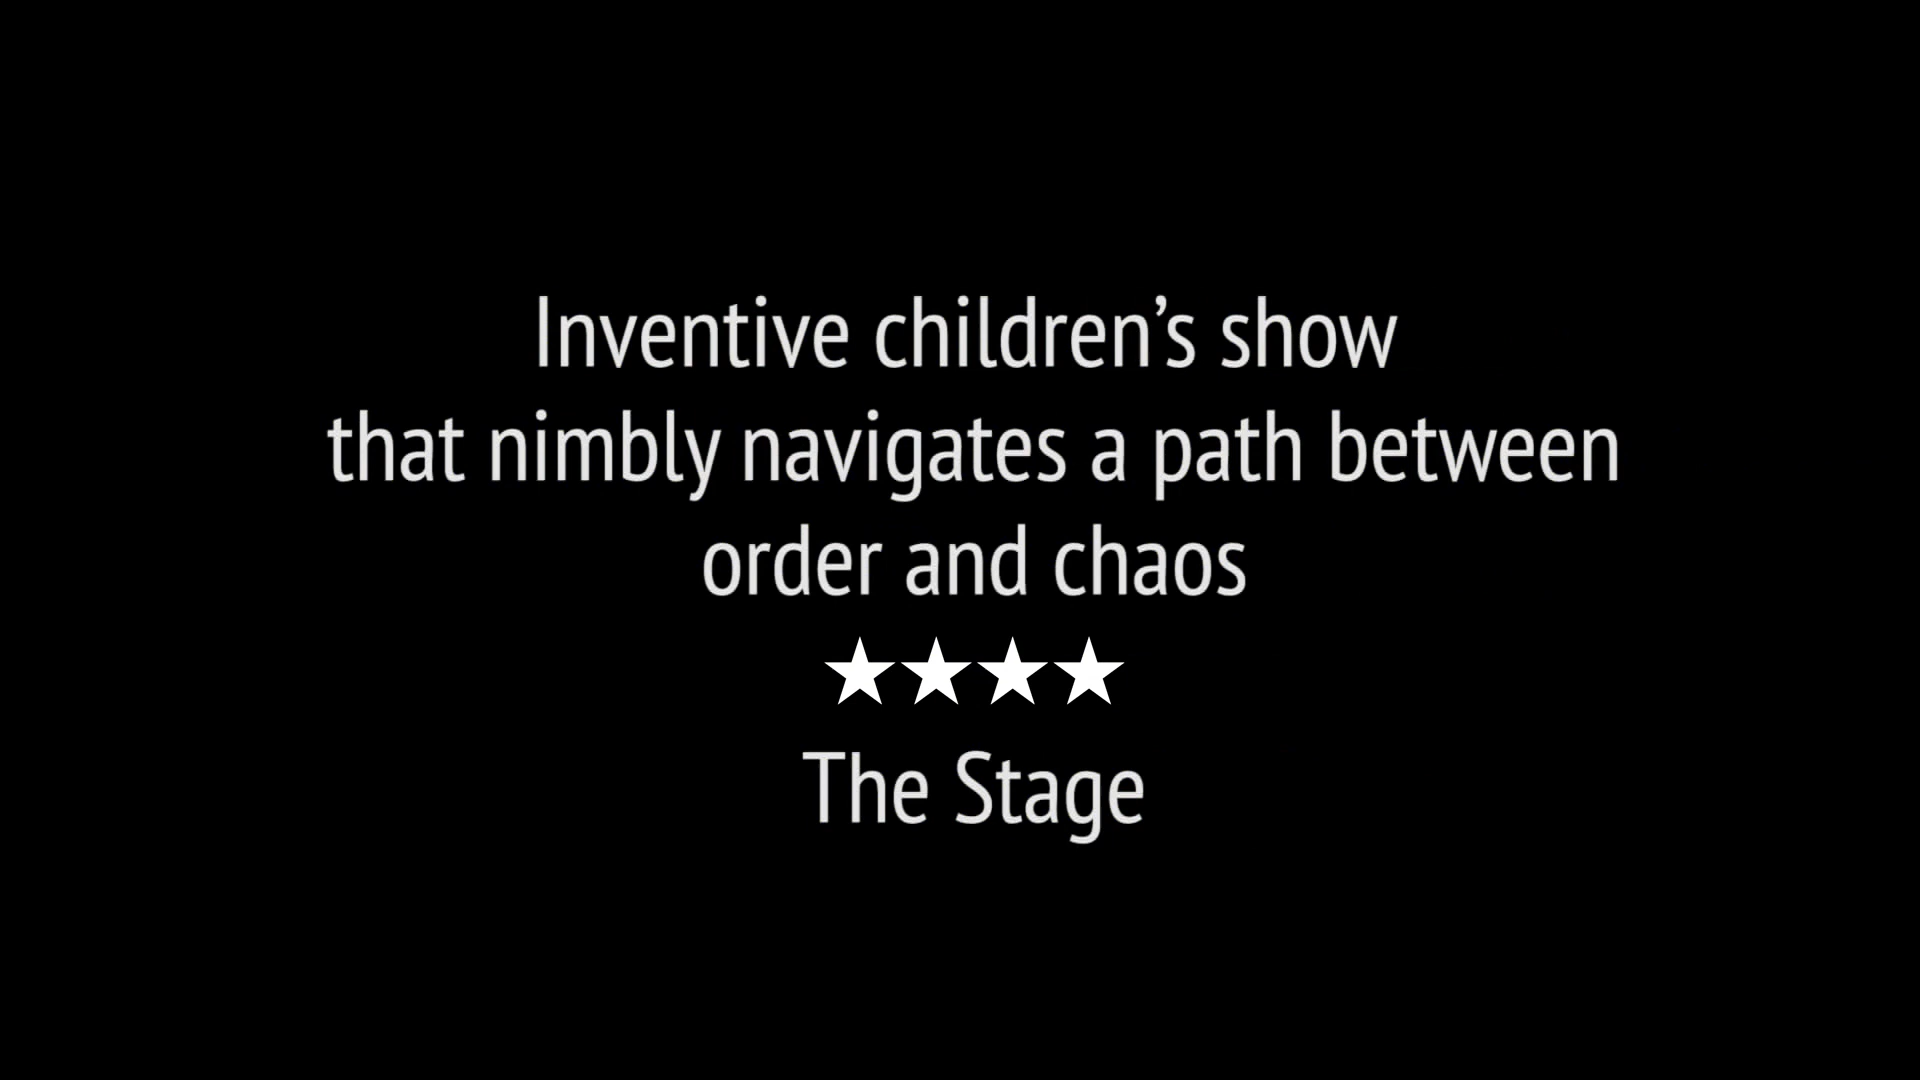 Inventive children’s show
that nimbly navigates a path between
order and chaos
★★★★
The Stage